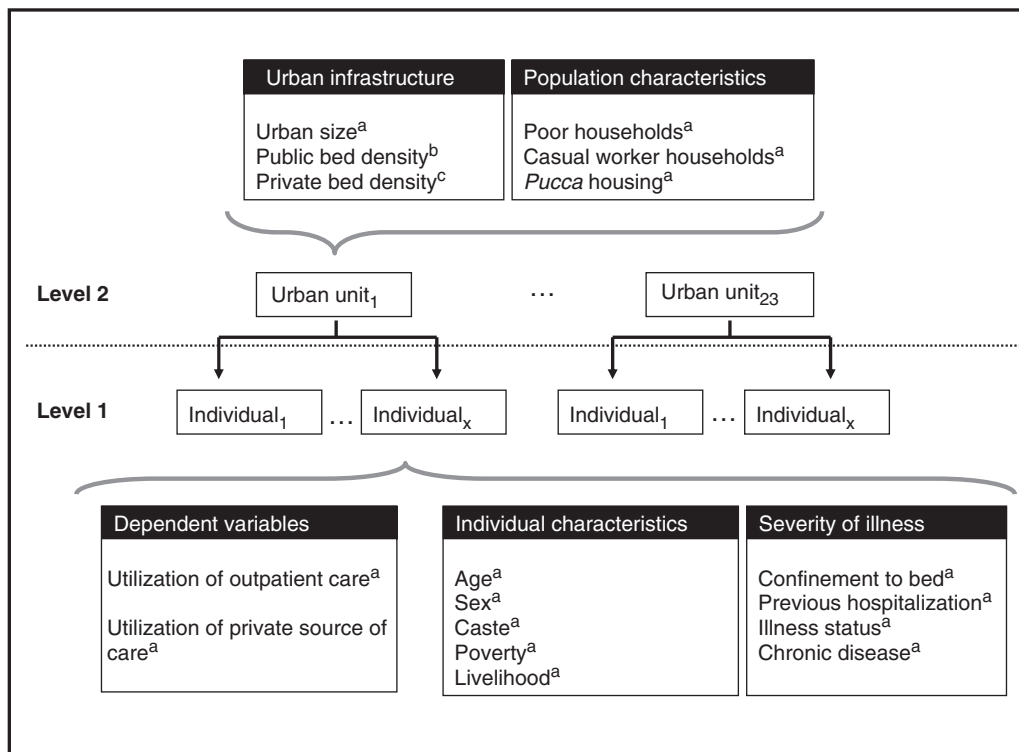 Urban infrastructure
Urban sizeᵃ
Public bed densityᵇ
Private bed densityᶜ
Population characteristics
Poor householdsᵃ
Casual worker householdsᵃ
Pucca housingᵃ
Level 2
Urban unit₁
...
Urban unit₂₃
Level 1
Individual₁
...
Individualₓ
Individual₁
...
Individualₓ
Dependent variables
Utilization of outpatient careᵃ
Utilization of private source of
careᵃ
Individual characteristics
Ageᵃ
Sexᵃ
Casteᵃ
Povertyᵃ
Livelihoodᵃ
Severity of illness
Confinement to bedᵃ
Previous hospitalizationᵃ
Illness statusᵃ
Chronic diseaseᵃ